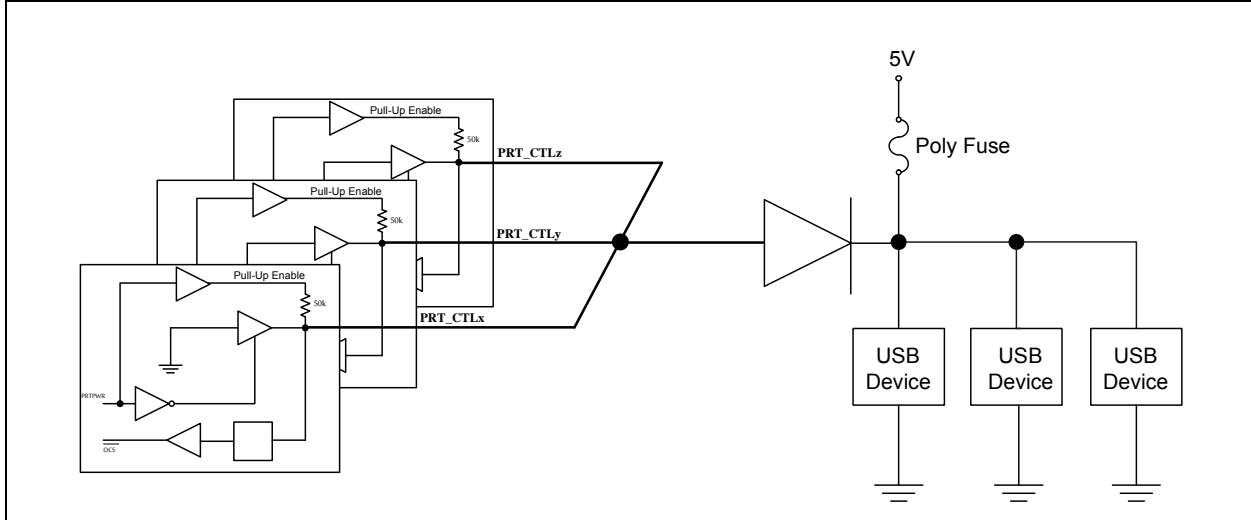 5V
Poly Fuse
Pull-Up Enable
50k
PRT_CTLz
Pull-Up Enable
50k
PRT_CTLy
Pull-Up Enable
50k
PRT_CTLx
PRTPWR
OCS
USB
Device
USB
Device
USB
Device